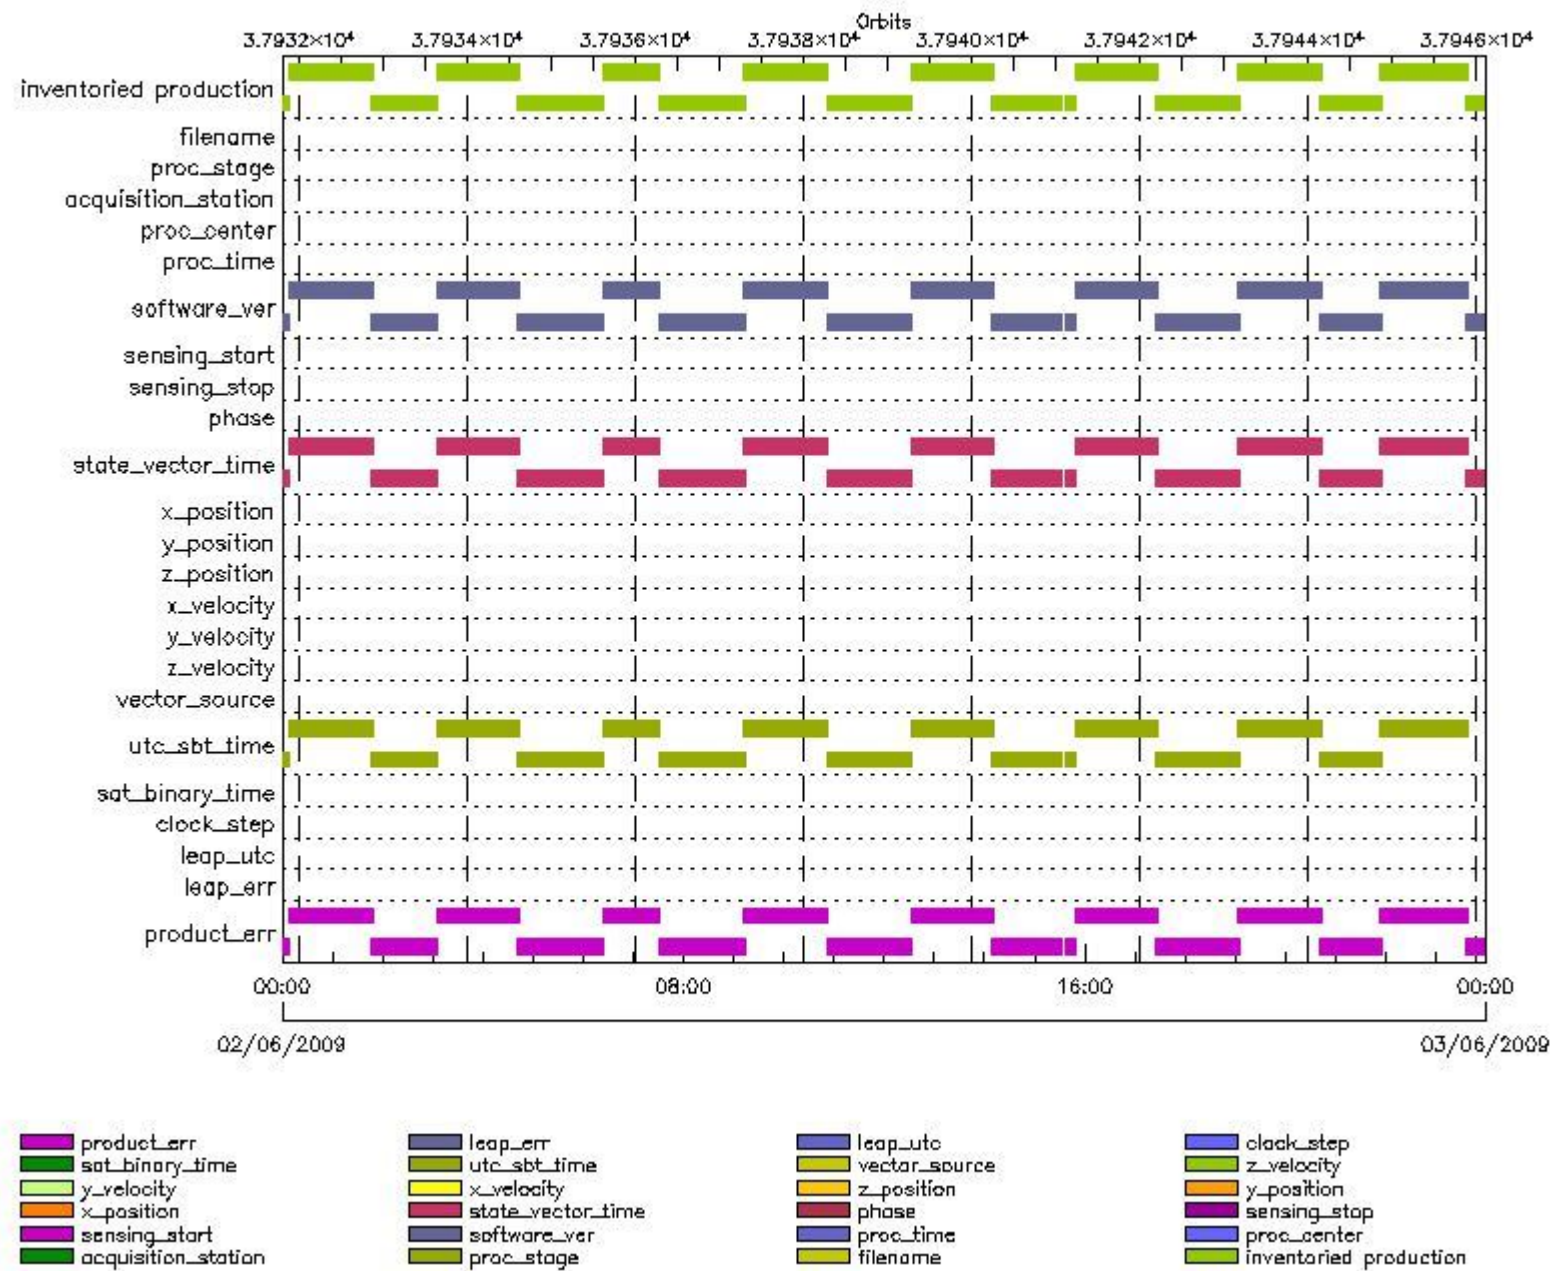 Orbits
3.7932×10⁴ 3.7934×10⁴ 3.7936×10⁴ 3.7938×10⁴ 3.7940×10⁴ 3.7942×10⁴ 3.7944×10⁴ 3.7946×10⁴
inventoried production
filename
proc_stage
acquisition_station
proc_center
proc_time
software_ver
sensing_start
sensing_stop
phase
state_vector_time
x_position
y_position
z_position
x_velocity
y_velocity
z_velocity
vector_source
utc_sbt_time
sat_binary_time
clock_step
leap_utc
leap_err
product_err
00:00 08:00 16:00 00:00
02/06/2009 03/06/2009
product_err leap_err leap_utc clock_step
sat_binary_time utc_sbt_time vector_source z_velocity
y_velocity x_velocity z_position y_position
x_position state_vector_time phase sensing_stop
sensing_start software_ver proc_time proc_center
acquisition_station proc_stage filename inventoried production